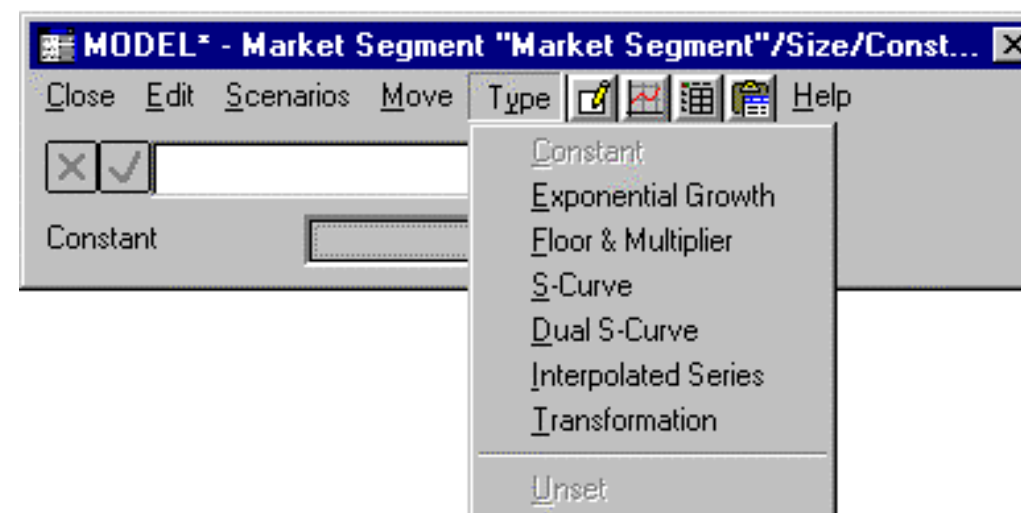 MODEL* - Market Segment "Market Segment"/Size/Const...
Close Edit Scenarios Move Type Help
Constant
Exponential Growth
Constant
Floor & Multiplier
S-Curve
Dual S-Curve
Interpolated Series
Transformation
Unset